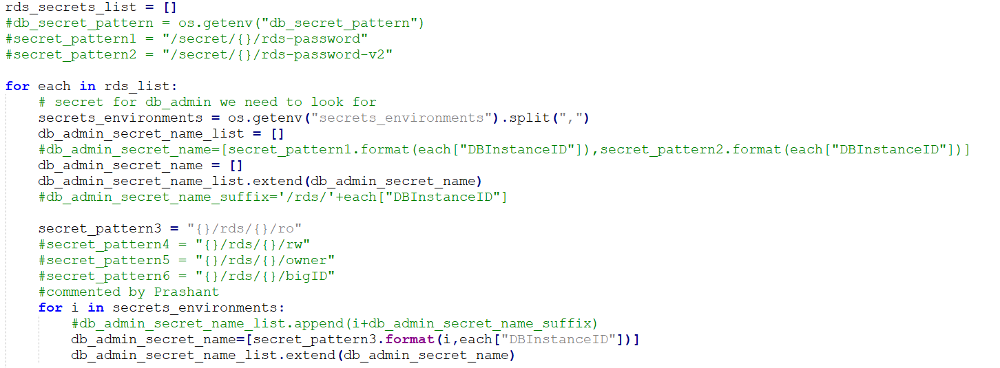 rds_secrets_list = []
#db_secret_pattern = os.getenv("db_secret_pattern")
#secret_pattern1 = "/secret/{}/rds-password"
#secret_pattern2 = "/secret/{}/rds-password-v2"

for each in rds_list:
    # secret for db_admin we need to look for
    secrets_environments = os.getenv("secrets_environments").split(",")
    db_admin_secret_name_list = []
    #db_admin_secret_name=[secret_pattern1.format(each["DBInstanceID"]),secret_pattern2.format(each["DBInstanceID"])]
    db_admin_secret_name = []
    db_admin_secret_name_list.extend(db_admin_secret_name)
    #db_admin_secret_name_suffix='/rds/'+each["DBInstanceID"]

    secret_pattern3 = "{}/rds/{}/ro"
    #secret_pattern4 = "{}/rds/{}/rw"
    #secret_pattern5 = "{}/rds/{}/owner"
    #secret_pattern6 = "{}/rds/{}/bigID"
    #commented by Prashant
    for i in secrets_environments:
        #db_admin_secret_name_list.append(i+db_admin_secret_name_suffix)
        db_admin_secret_name=[secret_pattern3.format(i,each["DBInstanceID"])]
        db_admin_secret_name_list.extend(db_admin_secret_name)